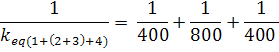 1/k_eq(1+(2+3)+4) = 1/400 + 1/800 + 1/400